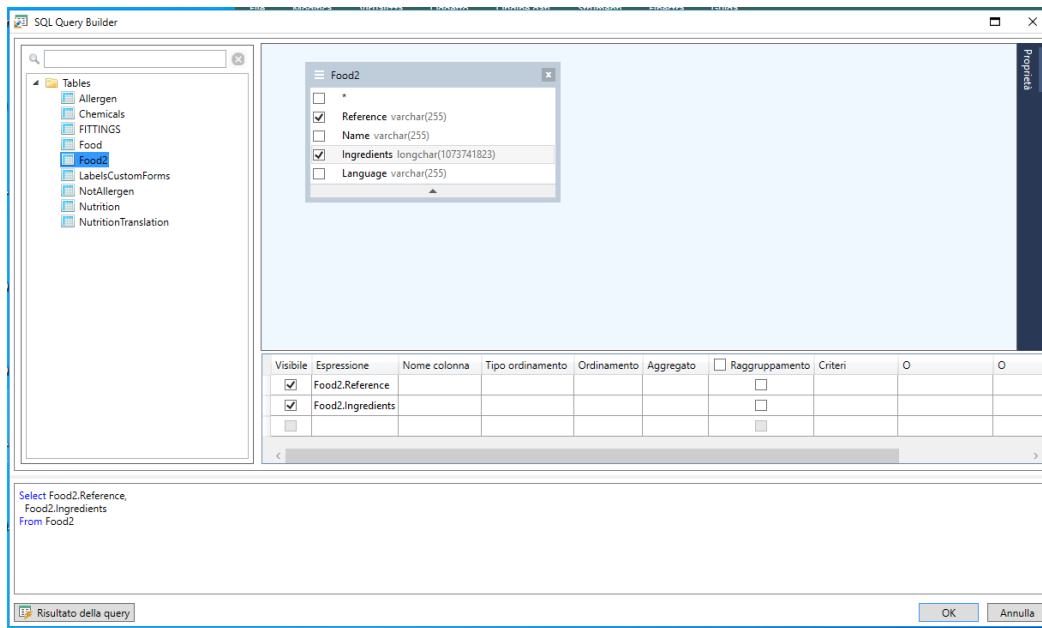 SQL Query Builder
Tables
Allergen
Chemicals
FITTINGS
Food
Food2
LabelsCustomForms
NotAllergen
Nutrition
NutritionTranslation
Food2
*
Reference varchar(255)
Name varchar(255)
Ingredients longchar(1073741823)
Language varchar(255)
Proprietà
Visibile Espressione Nome colonna Tipo ordinamento Ordinamento Aggregato Raggruppamento Criteri O O
Food2.Reference
Food2.Ingredients
Select Food2.Reference,
Food2.Ingredients
From Food2
Risultato della query
OK Annulla